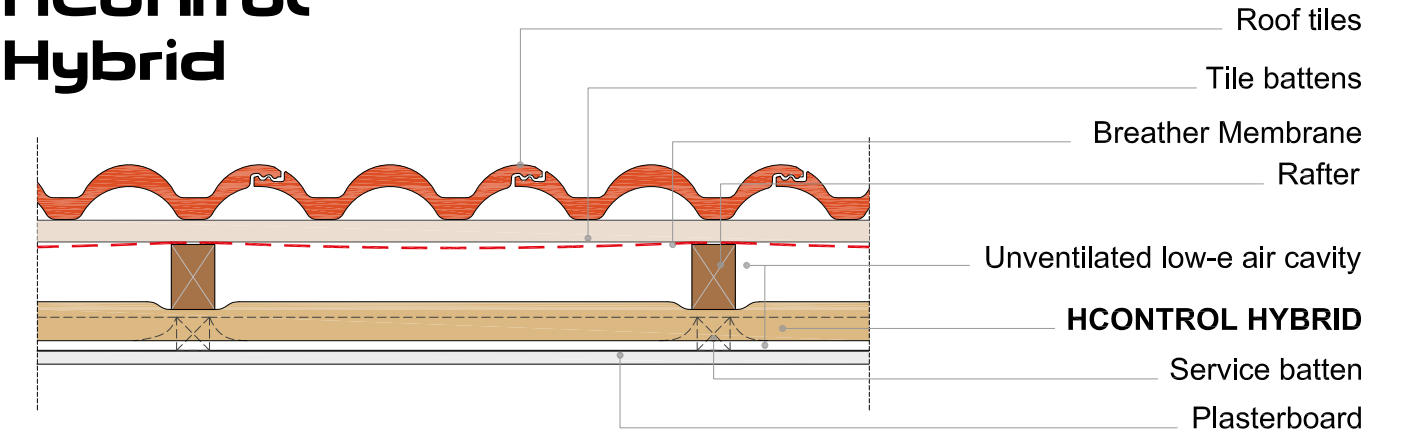 Hybrid
Roof tiles
Tile battens
Breather Membrane
Rafter
Unventilated low-e air cavity
HCONTROL HYBRID
Service batten
Plasterboard